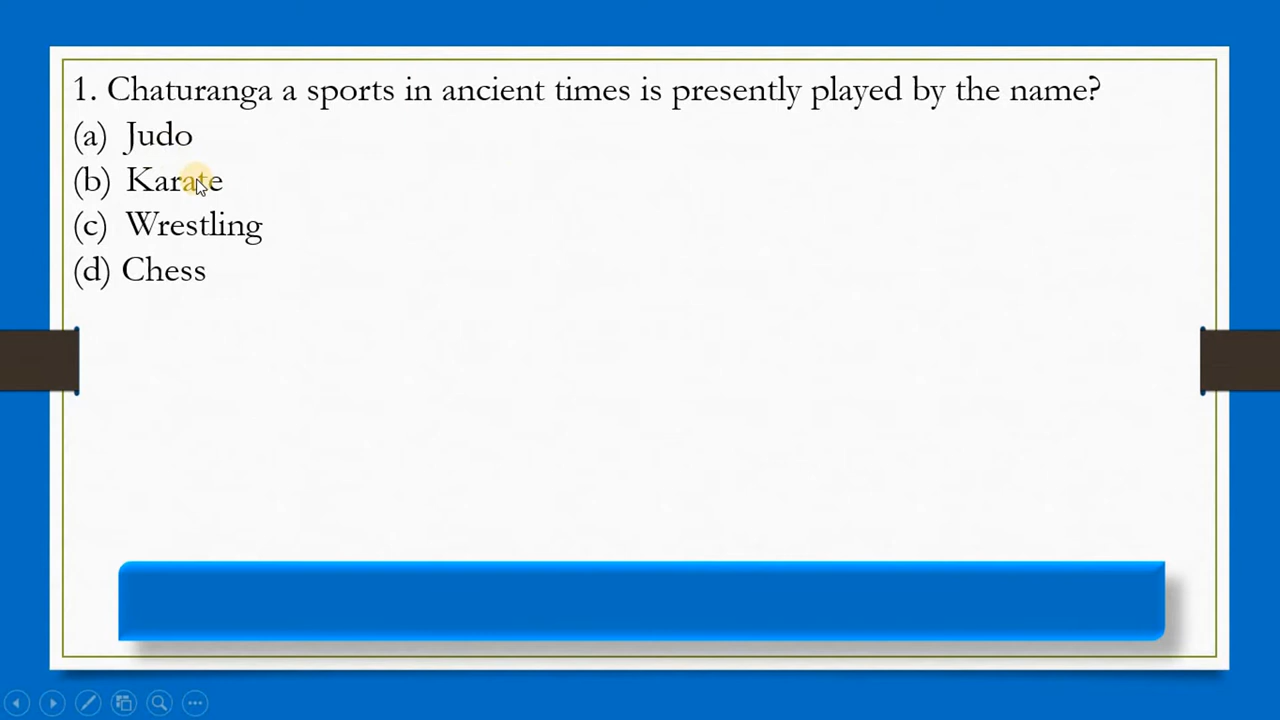 1. Chaturanga a sports in ancient times is presently played by the name?
(a) Judo
(b) Karate
(c) Wrestling
(d) Chess